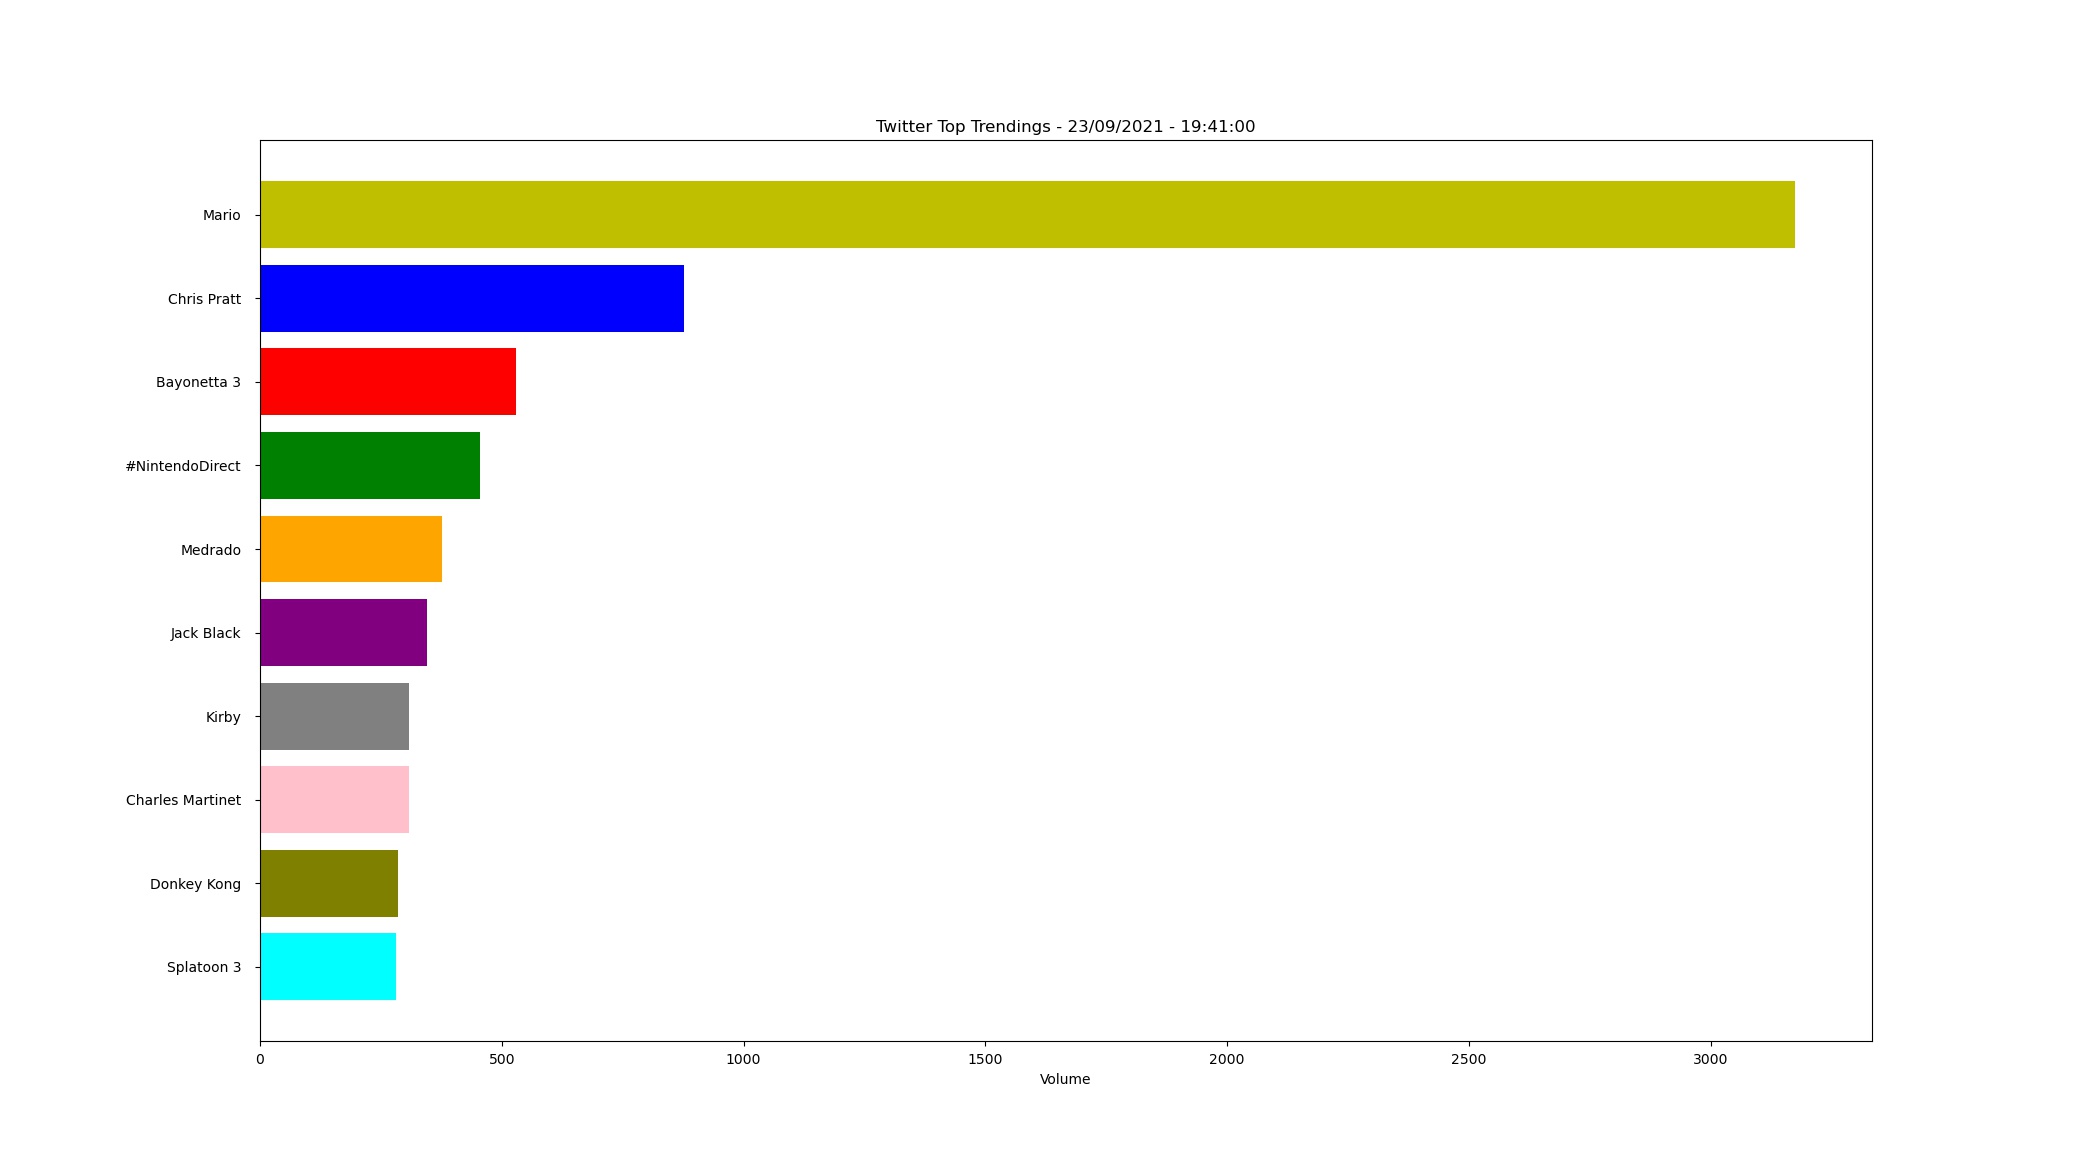 Twitter Top Trendings - 23/09/2021 - 19:41:00
Mario
Chris Pratt
Bayonetta 3
#NintendoDirect
Medrado
Jack Black
Kirby
Charles Martinet
Donkey Kong
Splatoon 3
0 500 1000 1500 2000 2500 3000
Volume